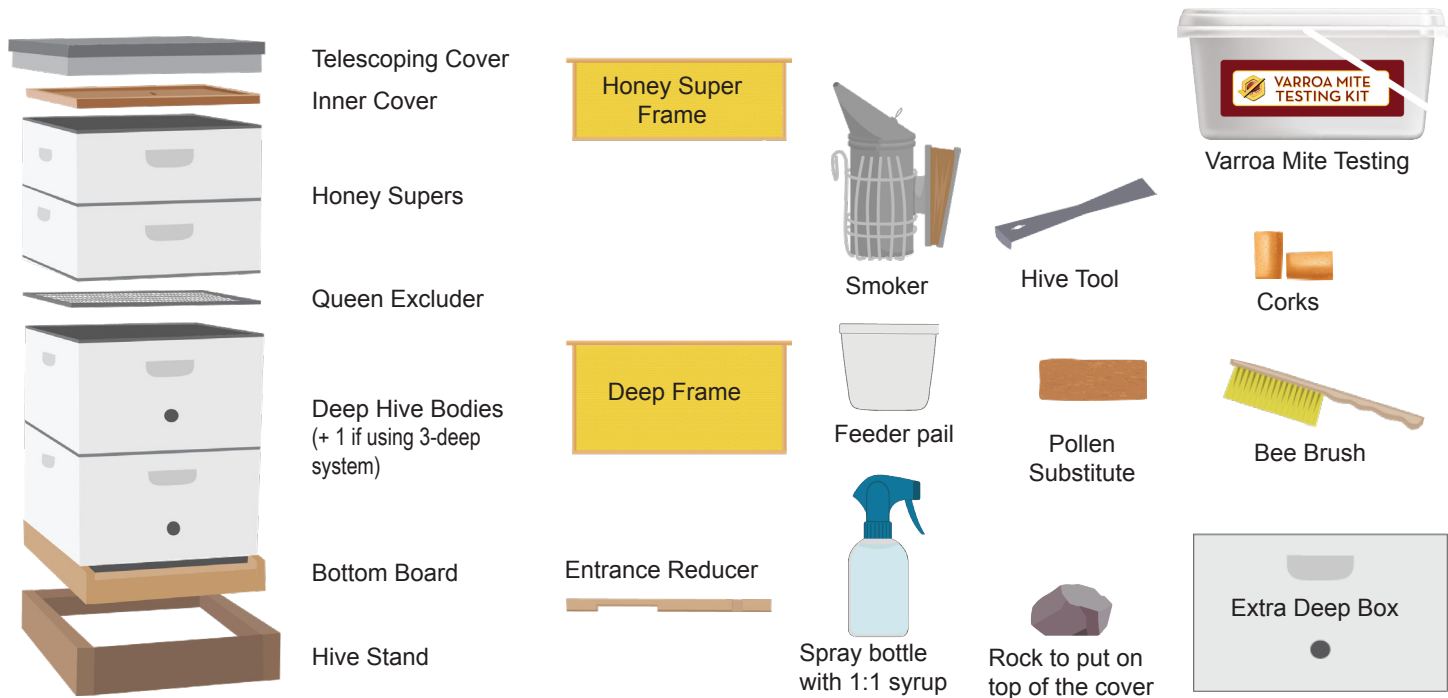 Telescoping Cover
Inner Cover
Honey Supers
Queen Excluder
Deep Hive Bodies
(+ 1 if using 3-deep
system)
Bottom Board
Hive Stand
Honey Super
Frame
Deep Frame
Entrance Reducer
Smoker
Feeder pail
Spray bottle
with 1:1 syrup
Hive Tool
Pollen
Substitute
Rock to put on
top of the cover
VARROA MITE
TESTING KIT
Varroa Mite Testing
Corks
Bee Brush
Extra Deep Box